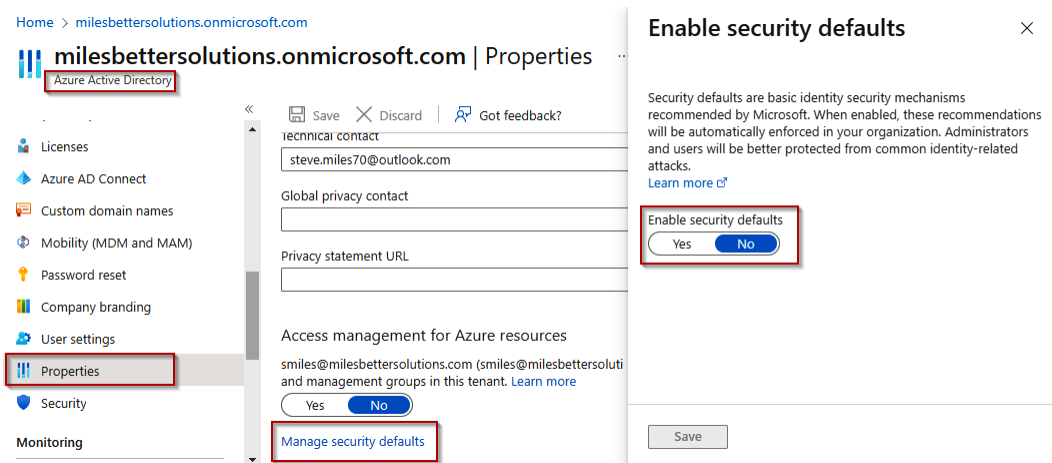 Home > milesbettersolutions.onmicrosoft.com
milesbettersolutions.onmicrosoft.com | Properties ...
Azure Active Directory
«
Licenses
Azure AD Connect
Custom domain names
Mobility (MDM and MAM)
Password reset
Company branding
User settings
Properties
Security
Monitoring
Save Discard Got feedback?
Technical contact
steve.miles70@outlook.com
Global privacy contact
Privacy statement URL
Access management for Azure resources
smiles@milesbettersolutions.com (smiles@milesbettersoluti
and management groups in this tenant. Learn more
Yes No
Manage security defaults
Enable security defaults
Security defaults are basic identity security mechanisms
recommended by Microsoft. When enabled, these recommendations
will be automatically enforced in your organization. Administrators
and users will be better protected from common identity-related
attacks.
Learn more
Enable security defaults
Yes No
Save